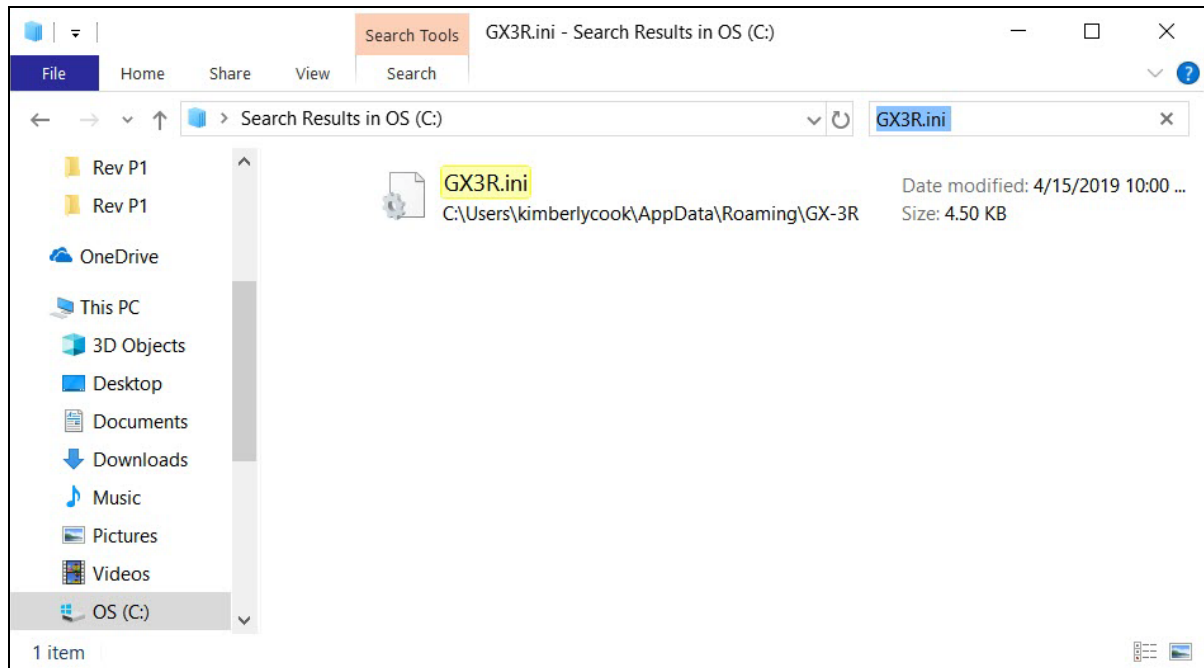 Search Tools
GX3R.ini - Search Results in OS (C:)
File
Home
Share
View
Search
?
Search Results in OS (C:)
GX3R.ini
Rev P1
Rev P1
OneDrive
This PC
3D Objects
Desktop
Documents
Downloads
Music
Pictures
Videos
OS (C:)
GX3R.ini
C:\Users\kimberlycook\AppData\Roaming\GX-3R
Date modified: 4/15/2019 10:00 ...
Size: 4.50 KB
1 item